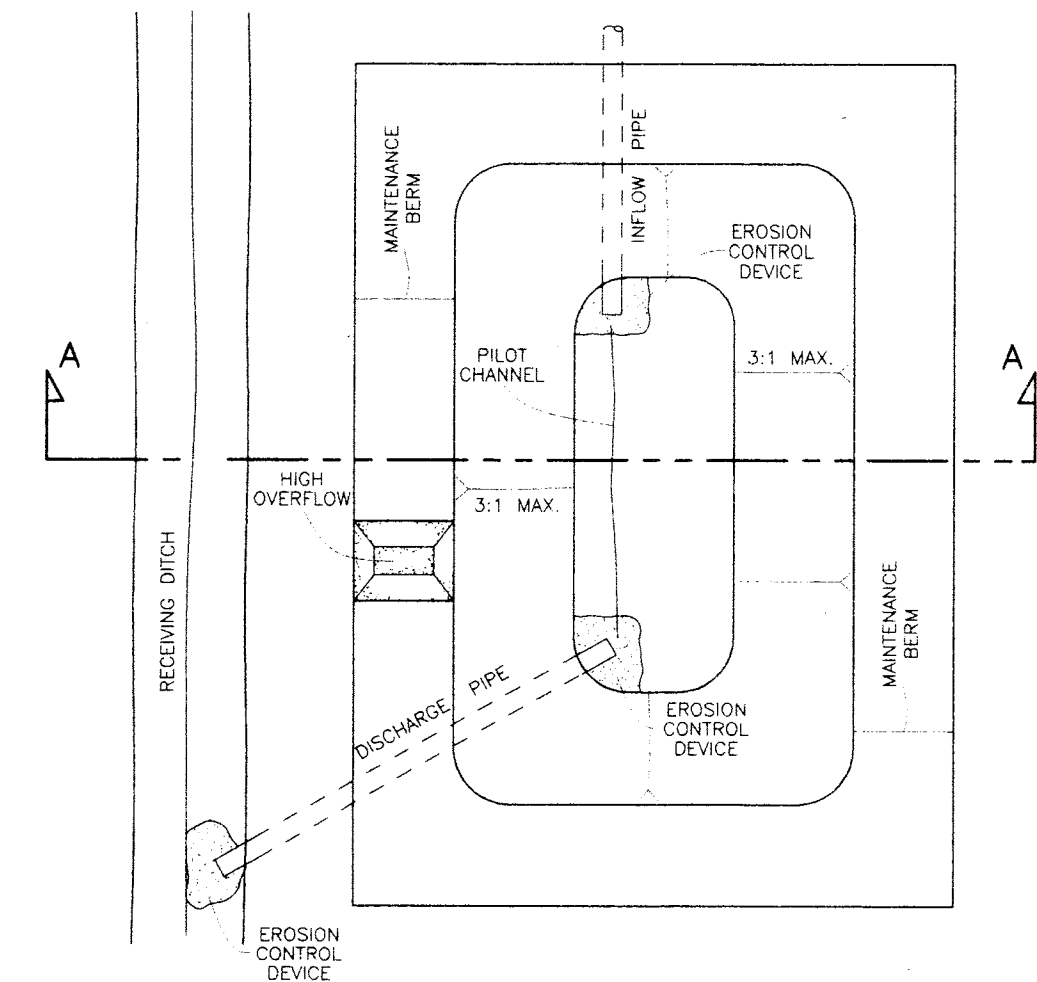 INFLOW PIPE
MAINTENANCE
BERM
EROSION
CONTROL
DEVICE
A
A
PILOT
CHANNEL
3:1 MAX.
HIGH
OVERFLOW
3:1 MAX.
RECEIVING DITCH
MAINTENANCE
BERM
DISCHARGE PIPE
EROSION
CONTROL
DEVICE
EROSION
CONTROL
DEVICE